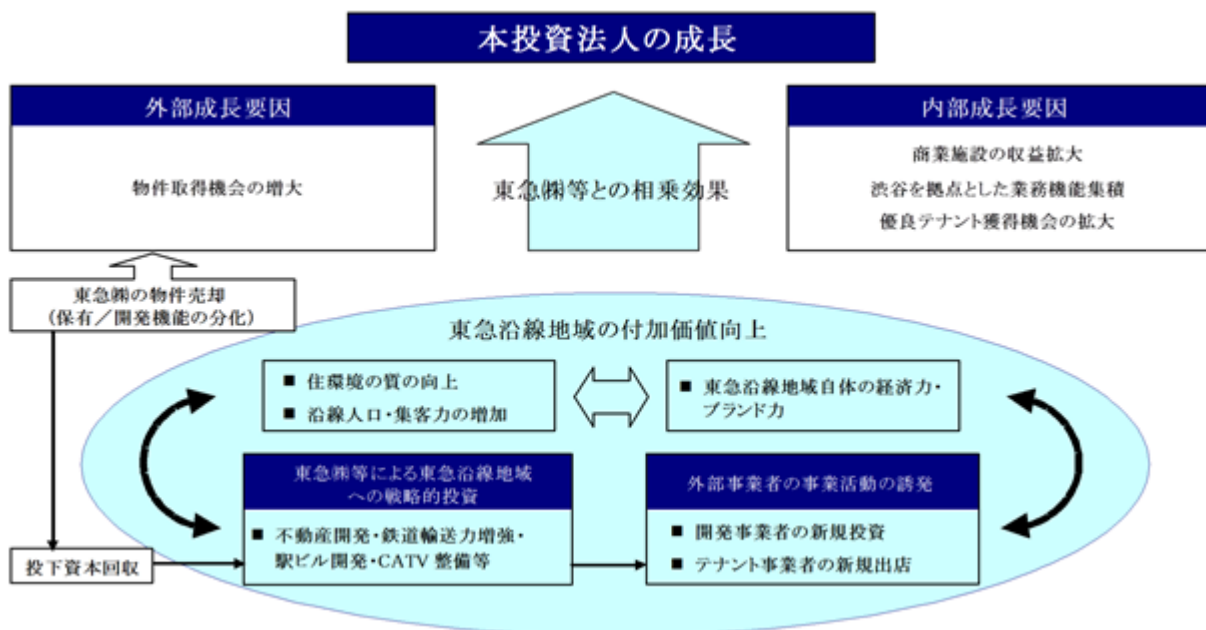 本投資法人の成長
外部成長要因
物件取得機会の増大
東急㈱等との相乗効果
内部成長要因
商業施設の収益拡大
渋谷を拠点とした業務機能集積
優良テナント獲得機会の拡大
東急㈱の物件売却
(保有/開発機能の分化)
東急沿線地域の付加価値向上
■ 住環境の質の向上
■ 沿線人口・集客力の増加
■ 東急沿線地域自体の経済力・
ブランド力
東急㈱等による東急沿線地域
への戦略的投資
■ 不動産開発・鉄道輸送力増強・
駅ビル開発・CATV 整備等
外部事業者の事業活動の誘発
■ 開発事業者の新規投資
■ テナント事業者の新規出店
投下資本回収